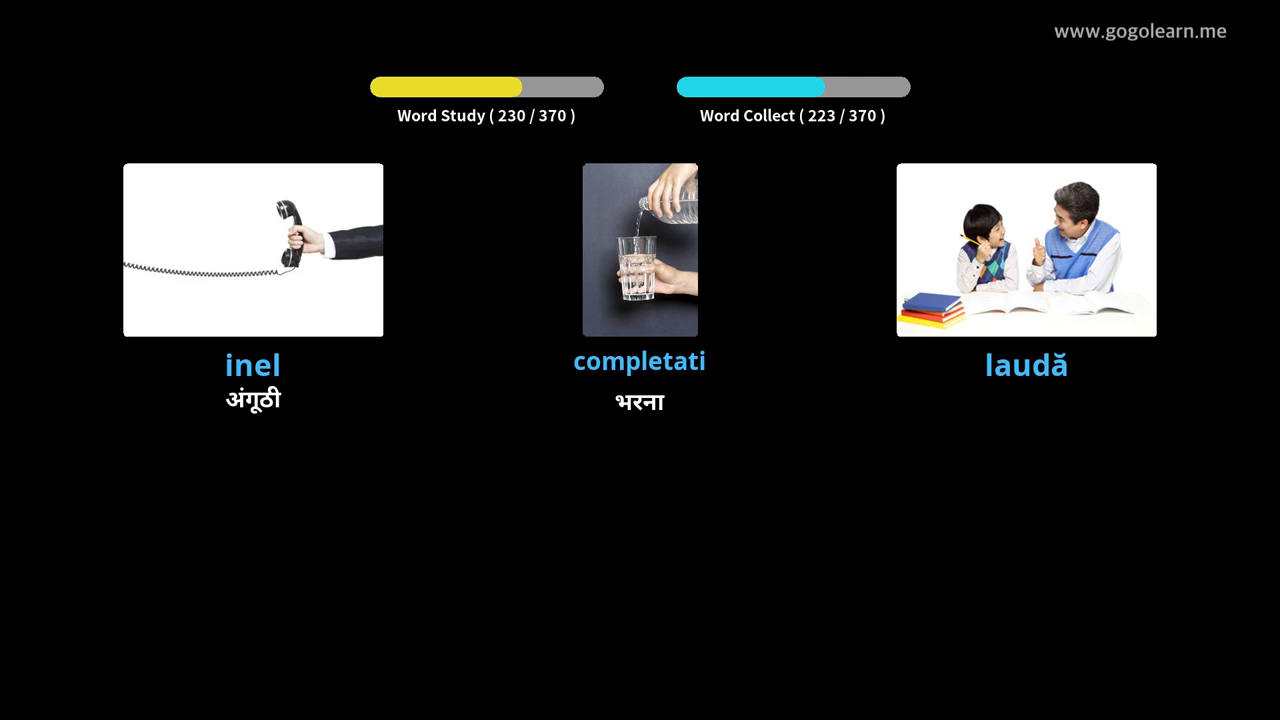 www.gogolearn.me
Word Study ( 230 / 370 )
Word Collect ( 223 / 370 )
inel
completati
laudă
अंगूठी
भरना